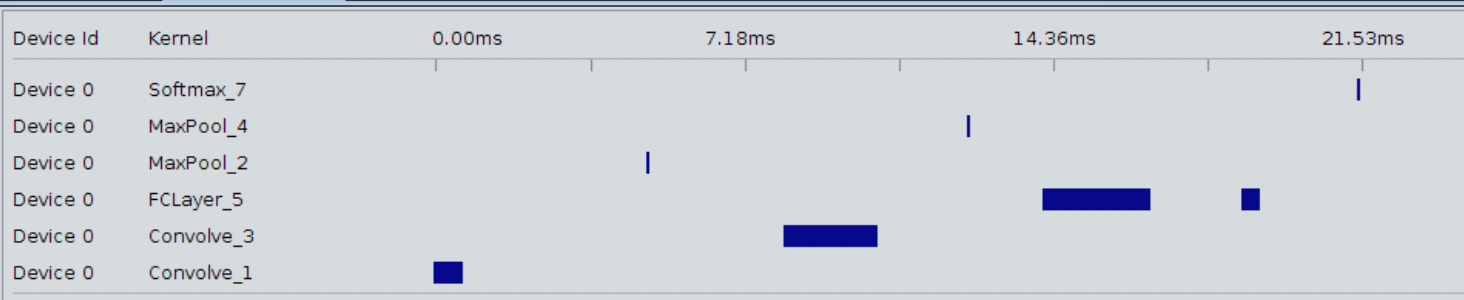 Device Id Kernel 0.00ms 7.18ms 14.36ms 21.53ms
Device 0 Softmax_7
Device 0 MaxPool_4
Device 0 MaxPool_2
Device 0 FCLayer_5
Device 0 Convolve_3
Device 0 Convolve_1